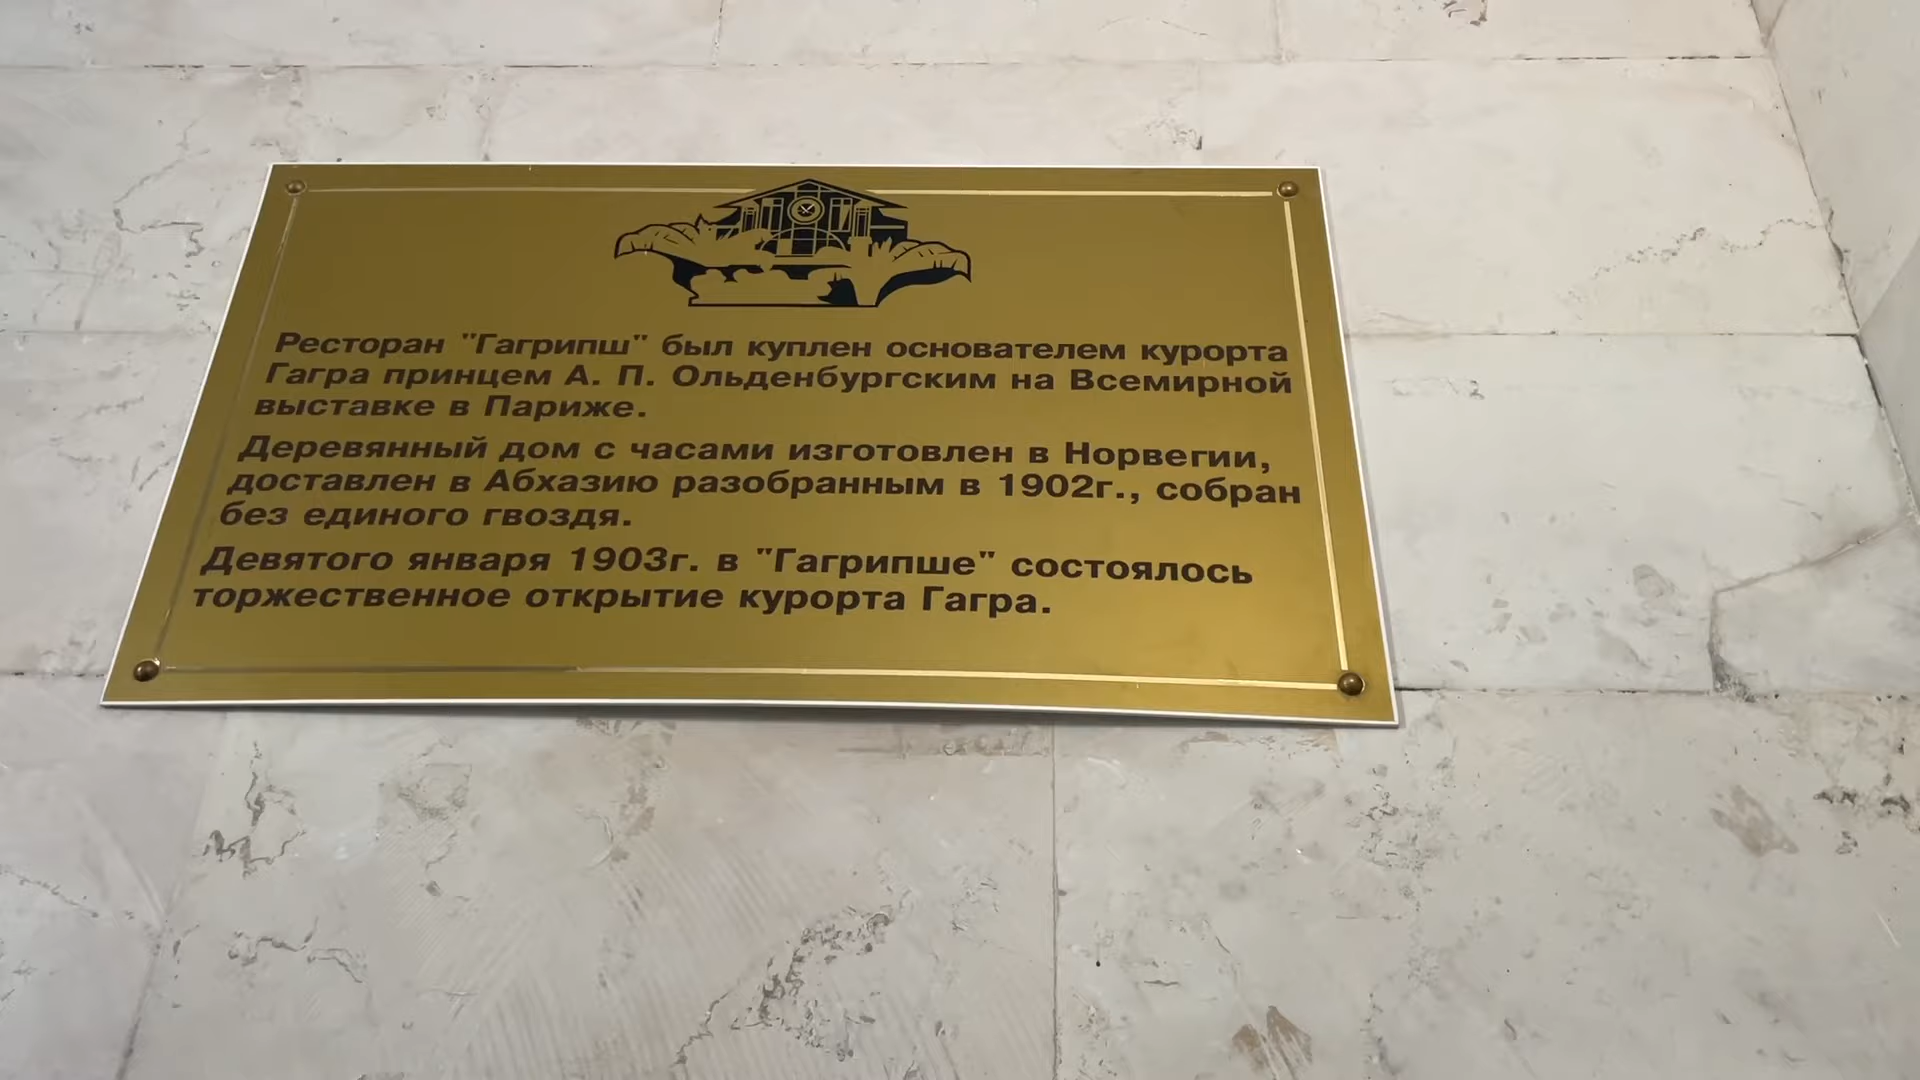 Ресторан "Гагрипш" был куплен основателем курорта
Гагра принцем А. П. Ольденбургским на Всемирной
выставке в Париже.
Деревянный дом с часами изготовлен в Норвегии,
доставлен в Абхазию разобранным в 1902г., собран
без единого гвоздя.
Девятого января 1903г. в "Гагрипше" состоялось
торжественное открытие курорта Гагра.